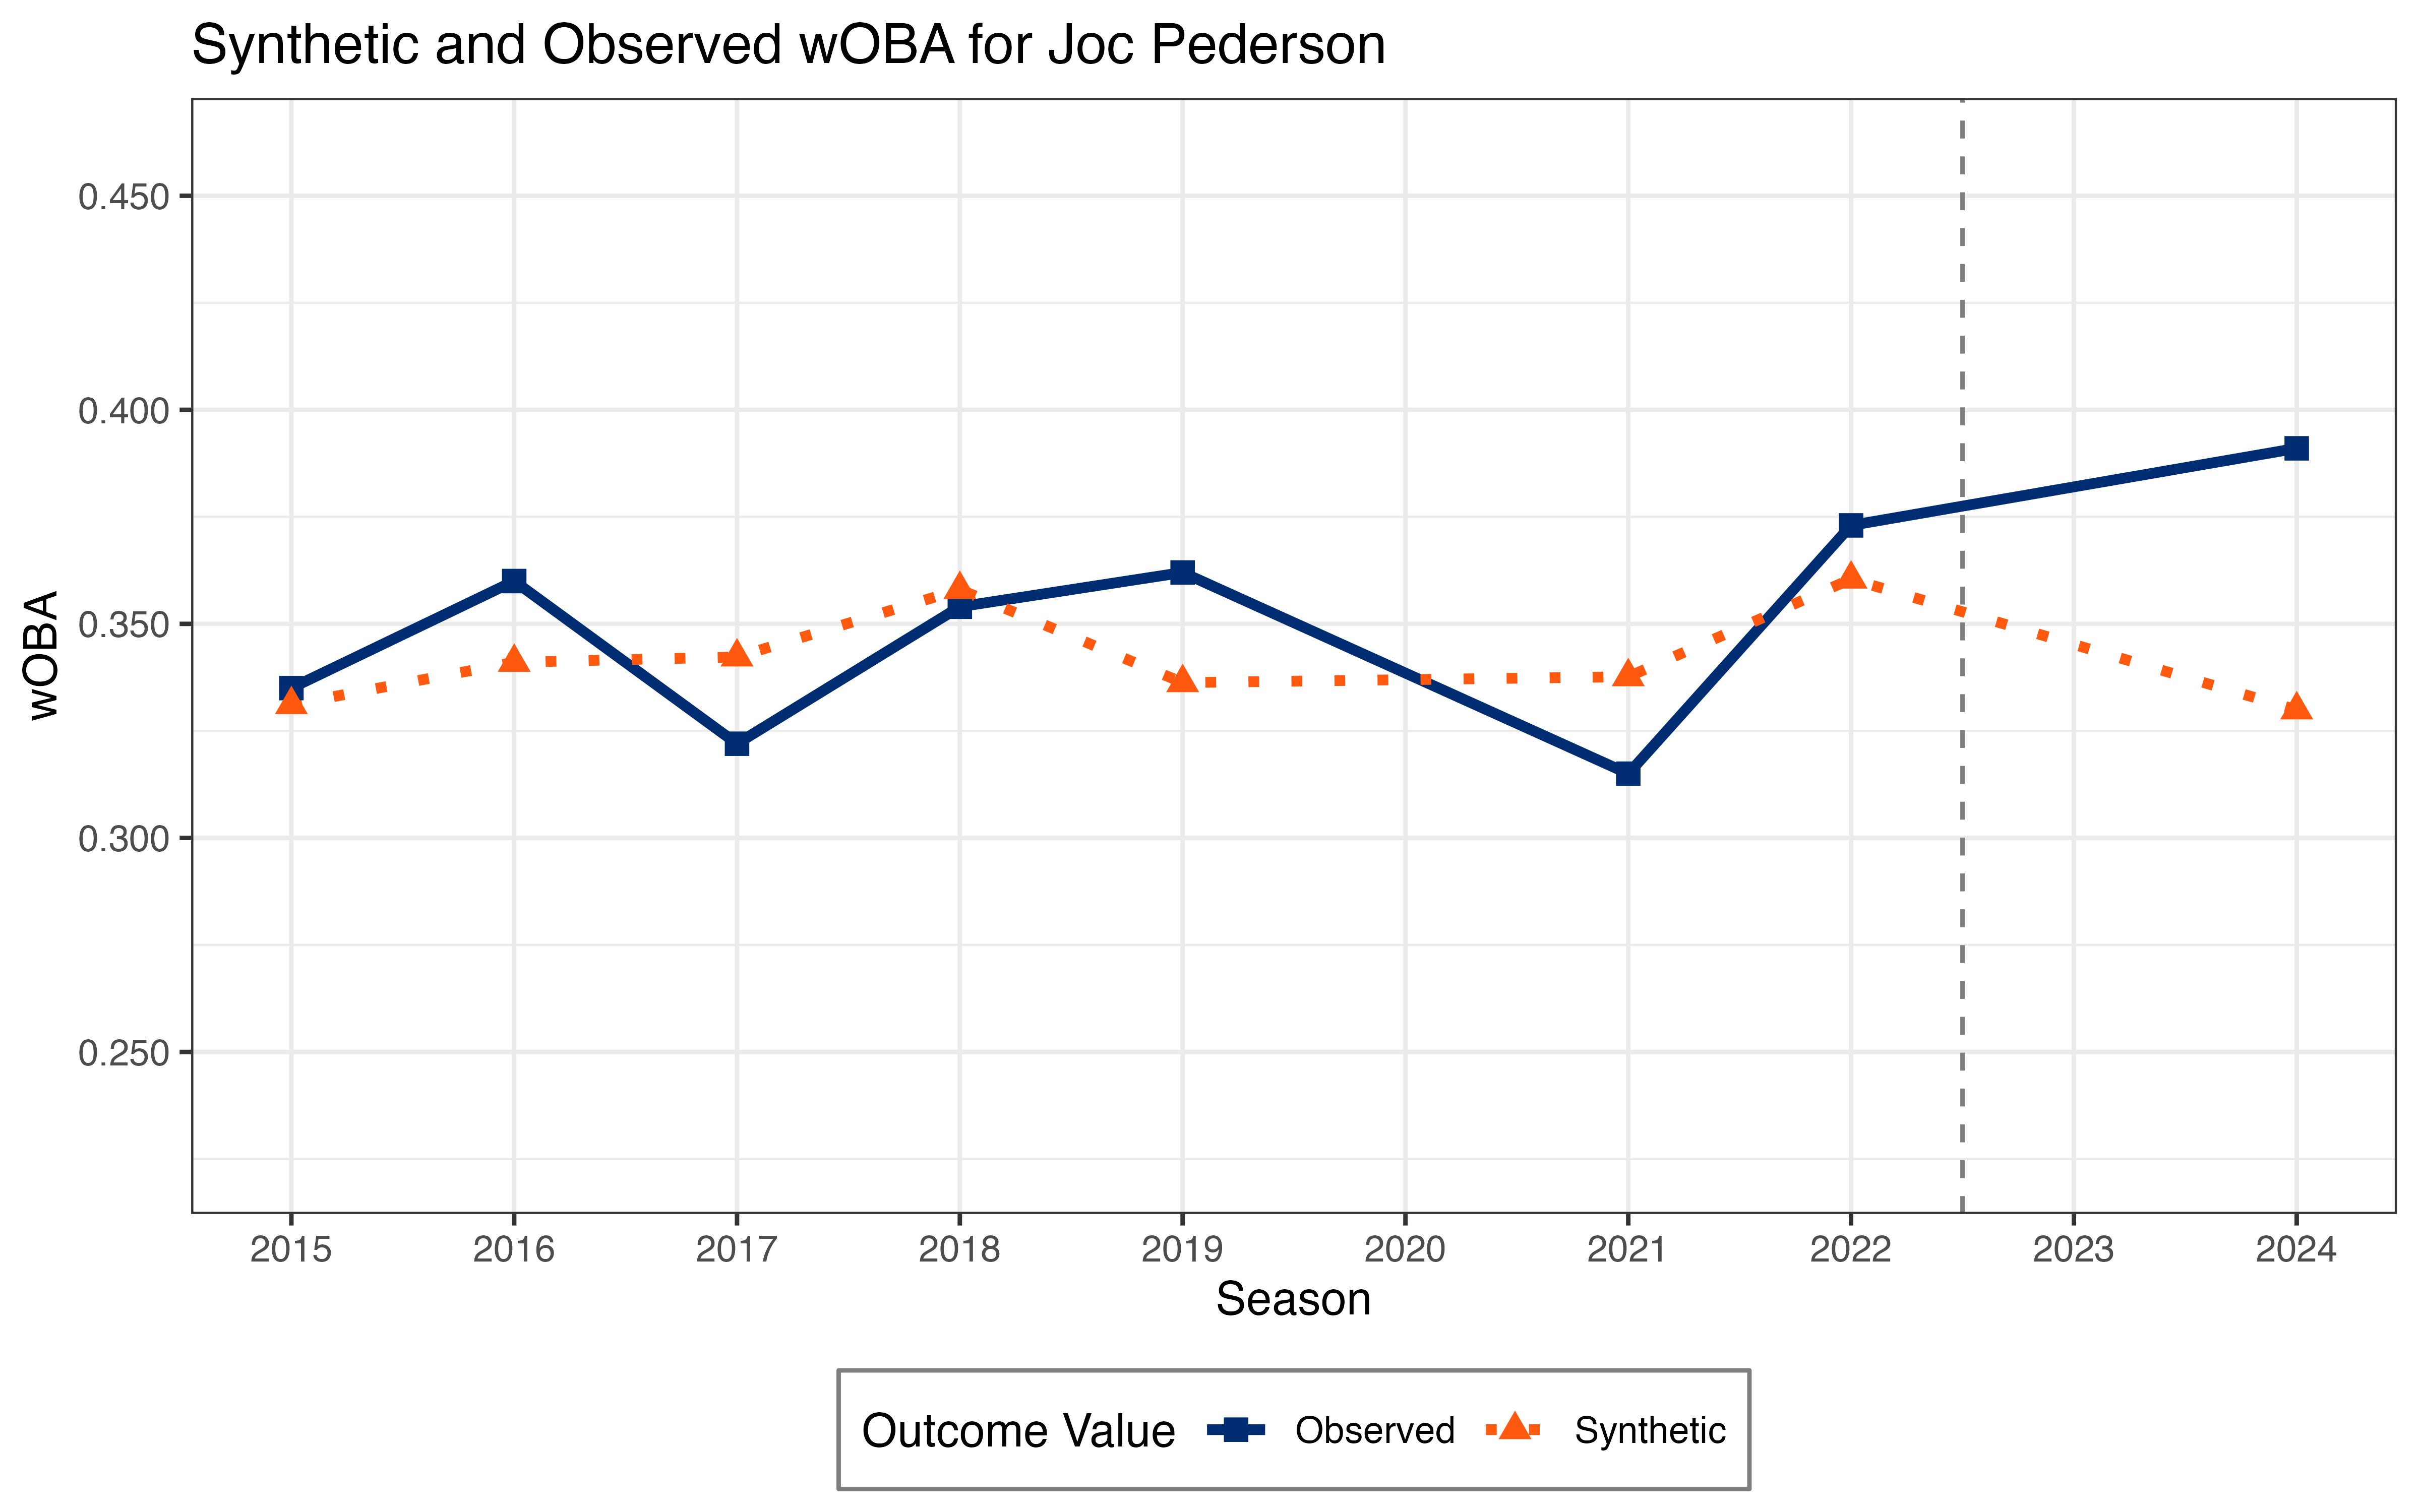 Synthetic and Observed wOBA for Joc Pederson
wOBA
0.450
0.400
0.350
0.300
0.250
2015 2016 2017 2018 2019 2020 2021 2022 2023 2024
Season
Outcome Value Observed Synthetic